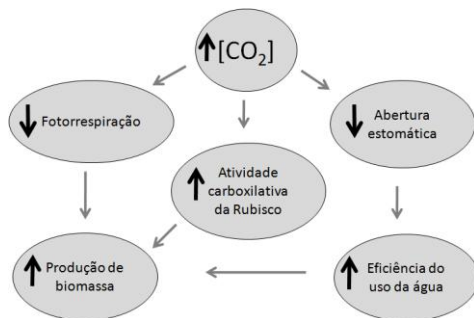 [CO₂]
Fotorrespiração
Abertura
estomática
Atividade
carboxilativa
da Rubisco
Produção de
biomassa
Eficiência do
uso da água